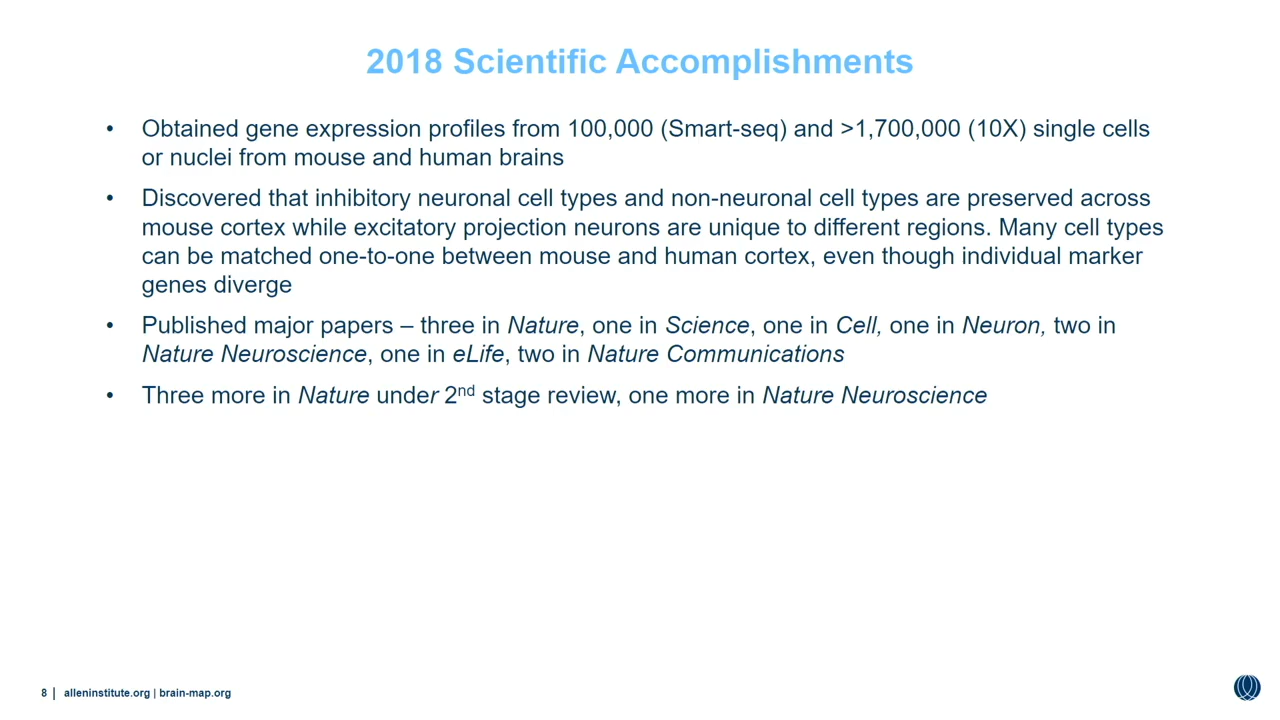 2018 Scientific Accomplishments
• Obtained gene expression profiles from 100,000 (Smart-seq) and >1,700,000 (10X) single cells
or nuclei from mouse and human brains
• Discovered that inhibitory neuronal cell types and non-neuronal cell types are preserved across
mouse cortex while excitatory projection neurons are unique to different regions. Many cell types
can be matched one-to-one between mouse and human cortex, even though individual marker
genes diverge
• Published major papers – three in Nature, one in Science, one in Cell, one in Neuron, two in
Nature Neuroscience, one in eLife, two in Nature Communications
• Three more in Nature under 2nd stage review, one more in Nature Neuroscience
8 | alleninstitute.org | brain-map.org